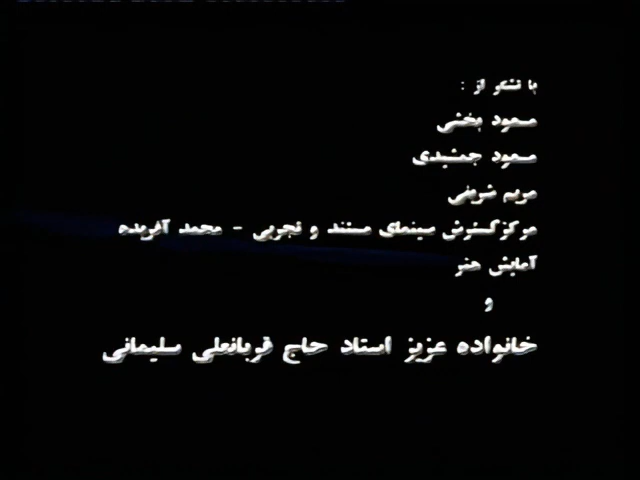 با تشکر از :
مسعود بخشی
مسعود جمشیدی
مریم شریفی
مرکز گسترش سینمای مستند و تجربی - محمد آفریده
آمایش هنر
و
خانواده عزیز استاد حاج قربانعلی سلیمانی